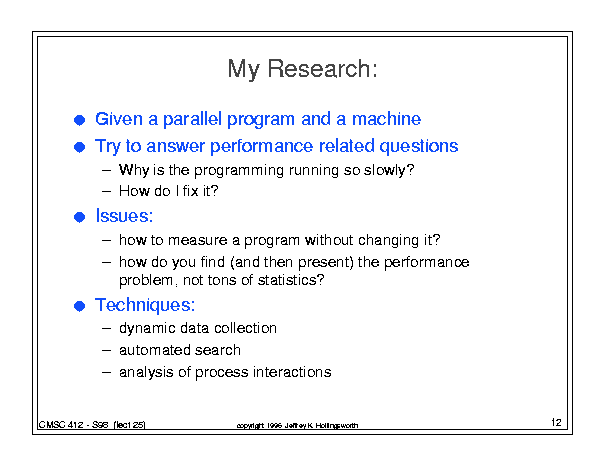 My Research:
● Given a parallel program and a machine
● Try to answer performance related questions
– Why is the programming running so slowly?
– How do I fix it?
● Issues:
– how to measure a program without changing it?
– how do you find (and then present) the performance
problem, not tons of statistics?
● Techniques:
– dynamic data collection
– automated search
– analysis of process interactions
CMSC 412 - S98 (lect 25)
copyright 1996 Jeffrey K. Hollingsworth
12